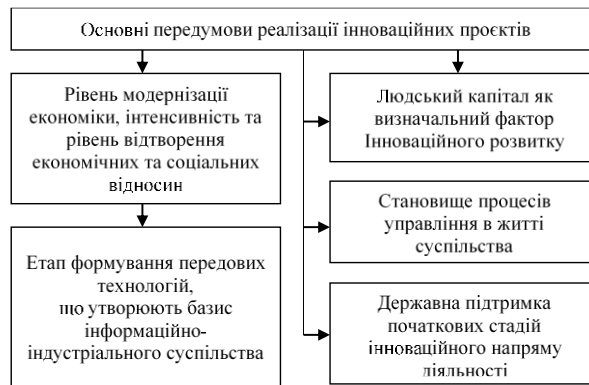 Основні передумови реалізації інноваційних проєктів
Рівень модернізації
економіки, інтенсивність та
рівень відтворення
економічних та соціальних
відносин
Етап формування передових
технологій,
що утворюють базис
інформаційно-
індустріального суспільства
Людський капітал як
визначальний фактор
Інноваційного розвитку
Становище процесів
управління в житті
суспільства
Державна підтримка
початкових стадій
інноваційного напряму
діяльності